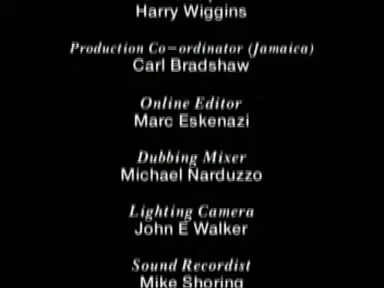 Harry Wiggins
Production Co-ordinator (Jamaica)
Carl Bradshaw
Online Editor
Marc Eskenazi
Dubbing Mixer
Michael Narduzzo
Lighting Camera
John E Walker
Sound Recordist
Mike Shoring